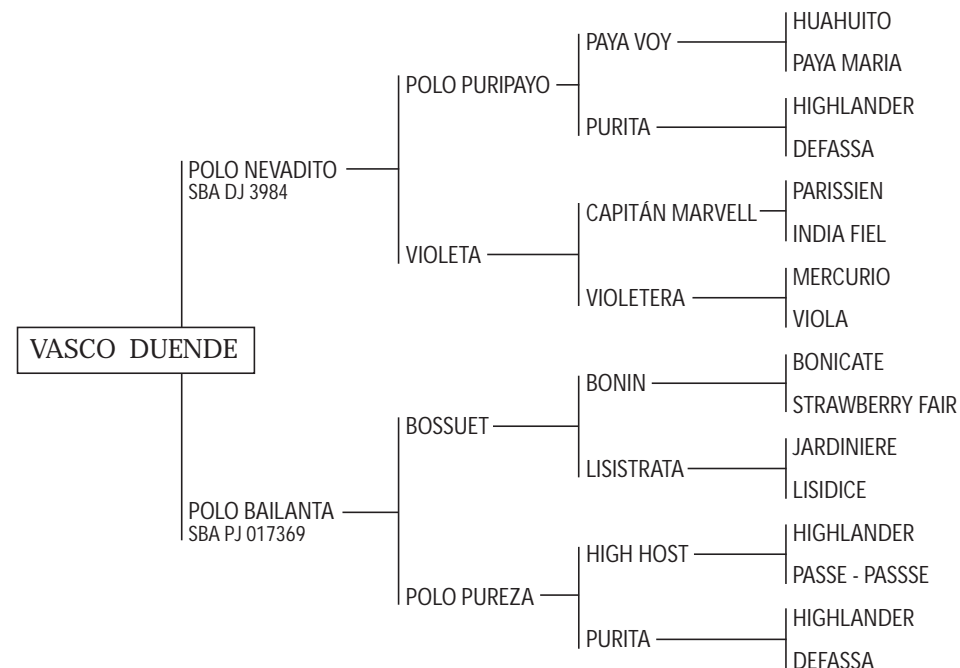 HUAHUITO
PAYA VOY
PAYA MARIA
POLO PURIPAYO
HIGHLANDER
PURITA
DEFASSA
POLO NEVADITO
SBA DJ 3984
PARISSIEN
CAPITÁN MARVELL
INDIA FIEL
VIOLETA
MERCURIO
VIOLETERA
VIOLA
VASCO DUENDE
BONICATE
BONIN
STRAWBERRY FAIR
BOSSUET
JARDINIERE
LISISTRATA
LISIDICE
POLO BAILANTA
SBA PJ 017369
HIGHLANDER
HIGH HOST
PASSE - PASSSE
POLO PUREZA
HIGHLANDER
PURITA
DEFASSA